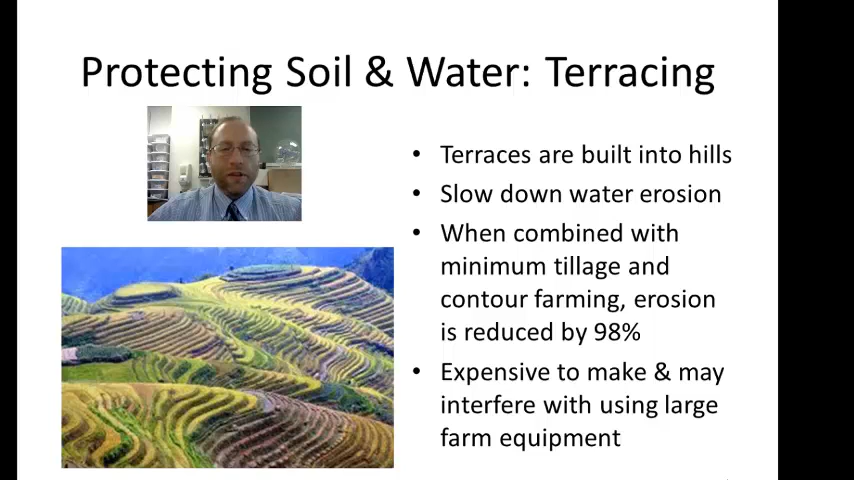 Protecting Soil & Water: Terracing
• Terraces are built into hills
• Slow down water erosion
• When combined with
minimum tillage and
contour farming, erosion
is reduced by 98%
• Expensive to make & may
interfere with using large
farm equipment